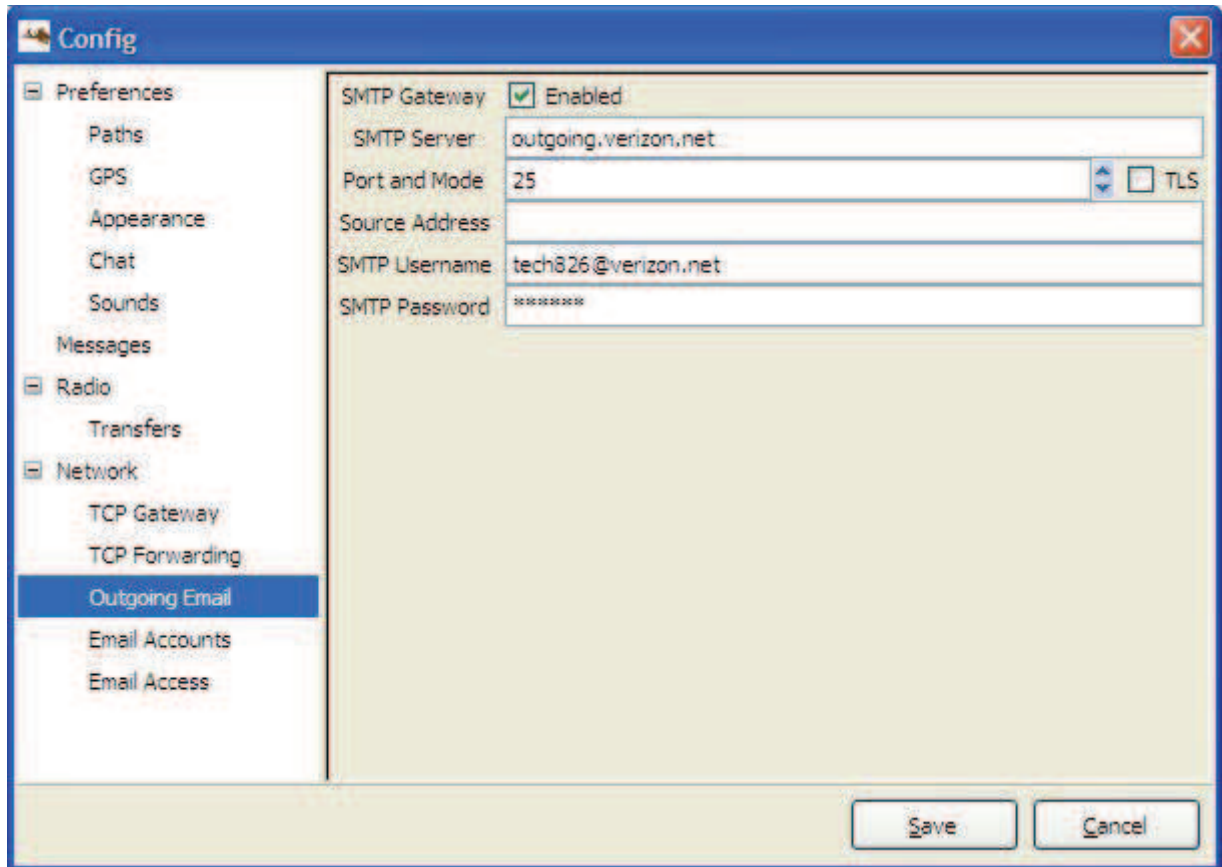 Config
Preferences
Paths
GPS
Appearance
Chat
Sounds
Messages
Radio
Transfers
Network
TCP Gateway
TCP Forwarding
Outgoing Email
Email Accounts
Email Access
SMTP Gateway Enabled
SMTP Server outgoing.verizon.net
Port and Mode 25 TLS
Source Address
SMTP Username tech826@verizon.net
SMTP Password ******
Save Cancel